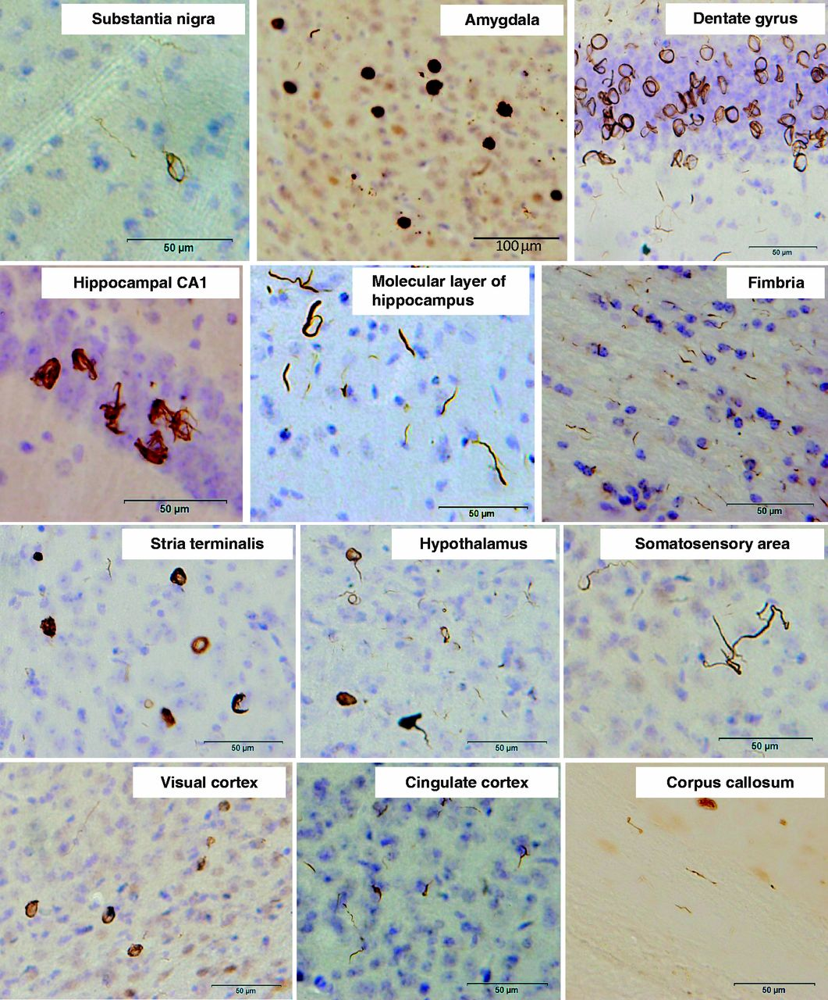 Substantia nigra
50 µm
Amygdala
100 µm
Dentate gyrus
50 µm
Hippocampal CA1
50 µm
Molecular layer of
hippocampus
50 µm
Fimbria
50 µm
Stria terminalis
50 µm
Hypothalamus
50 µm
Somatosensory area
50 µm
Visual cortex
50 µm
Cingulate cortex
50 µm
Corpus callosum
50 µm